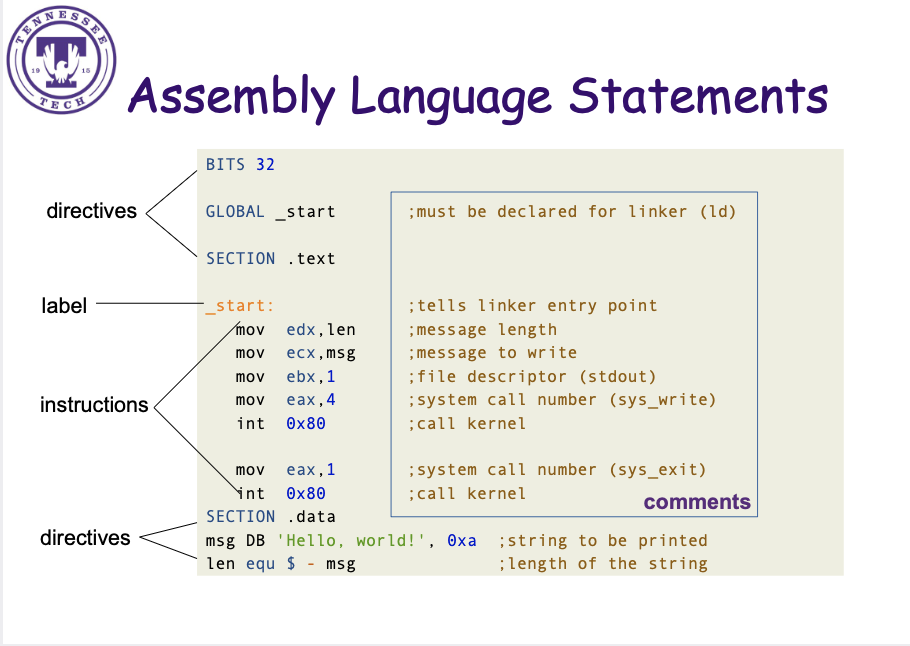 TENNESSEE
T
19 15
TECH
Assembly Language Statements
BITS 32
directives
GLOBAL _start ;must be declared for linker (ld)
SECTION .text
label
_start: ;tells linker entry point
mov edx,len ;message length
mov ecx,msg ;message to write
mov ebx,1 ;file descriptor (stdout)
instructions
mov eax,4 ;system call number (sys_write)
int 0x80 ;call kernel
mov eax,1 ;system call number (sys_exit)
int 0x80 ;call kernel
comments
SECTION .data
directives
msg DB 'Hello, world!', 0xa ;string to be printed
len equ $ - msg ;length of the string